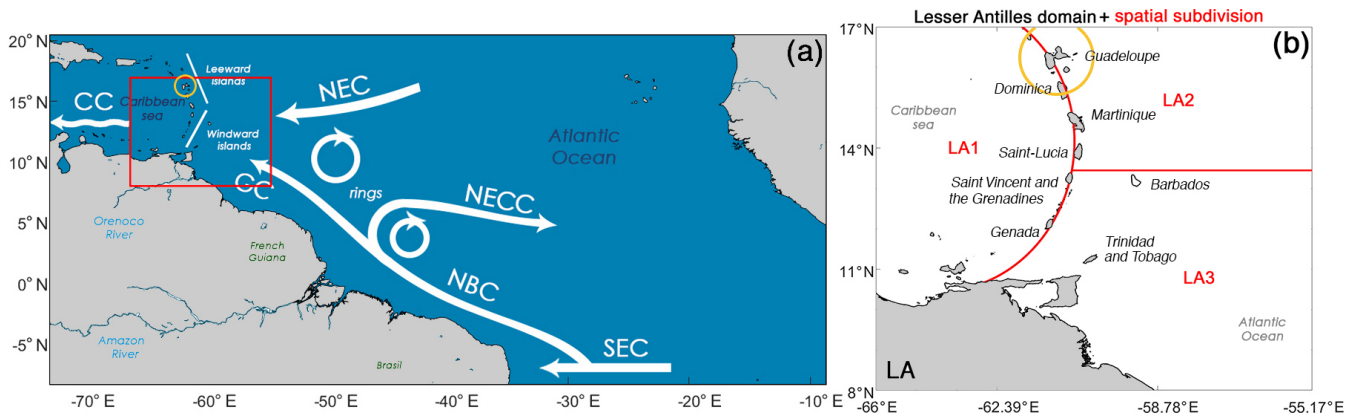 20° N
15° N
10° N
5° N
0° N
-5° N
-70° E
-60° E
-50° E
-40° E
-30° E
-20° E
-10° E
(a)
Leeward
islands
CC
Caribbean
sea
NEC
Windward
islands
Atlantic
Ocean
GC
rings
NECC
Orenoco
River
French
Guiana
NBC
Amazon
River
Brasil
SEC
Lesser Antilles domain + spatial subdivision
(b)
17° N
14° N
11° N
8° N
-66° E
-62.39° E
-58.78° E
-55.17° E
Guadeloupe
Dominica
Caribbean
sea
LA2
Martinique
LA1
Saint-Lucia
Saint Vincent and
the Grenadines
Barbados
Genada
Trinidad
and Tobago
LA3
Atlantic
Ocean
LA